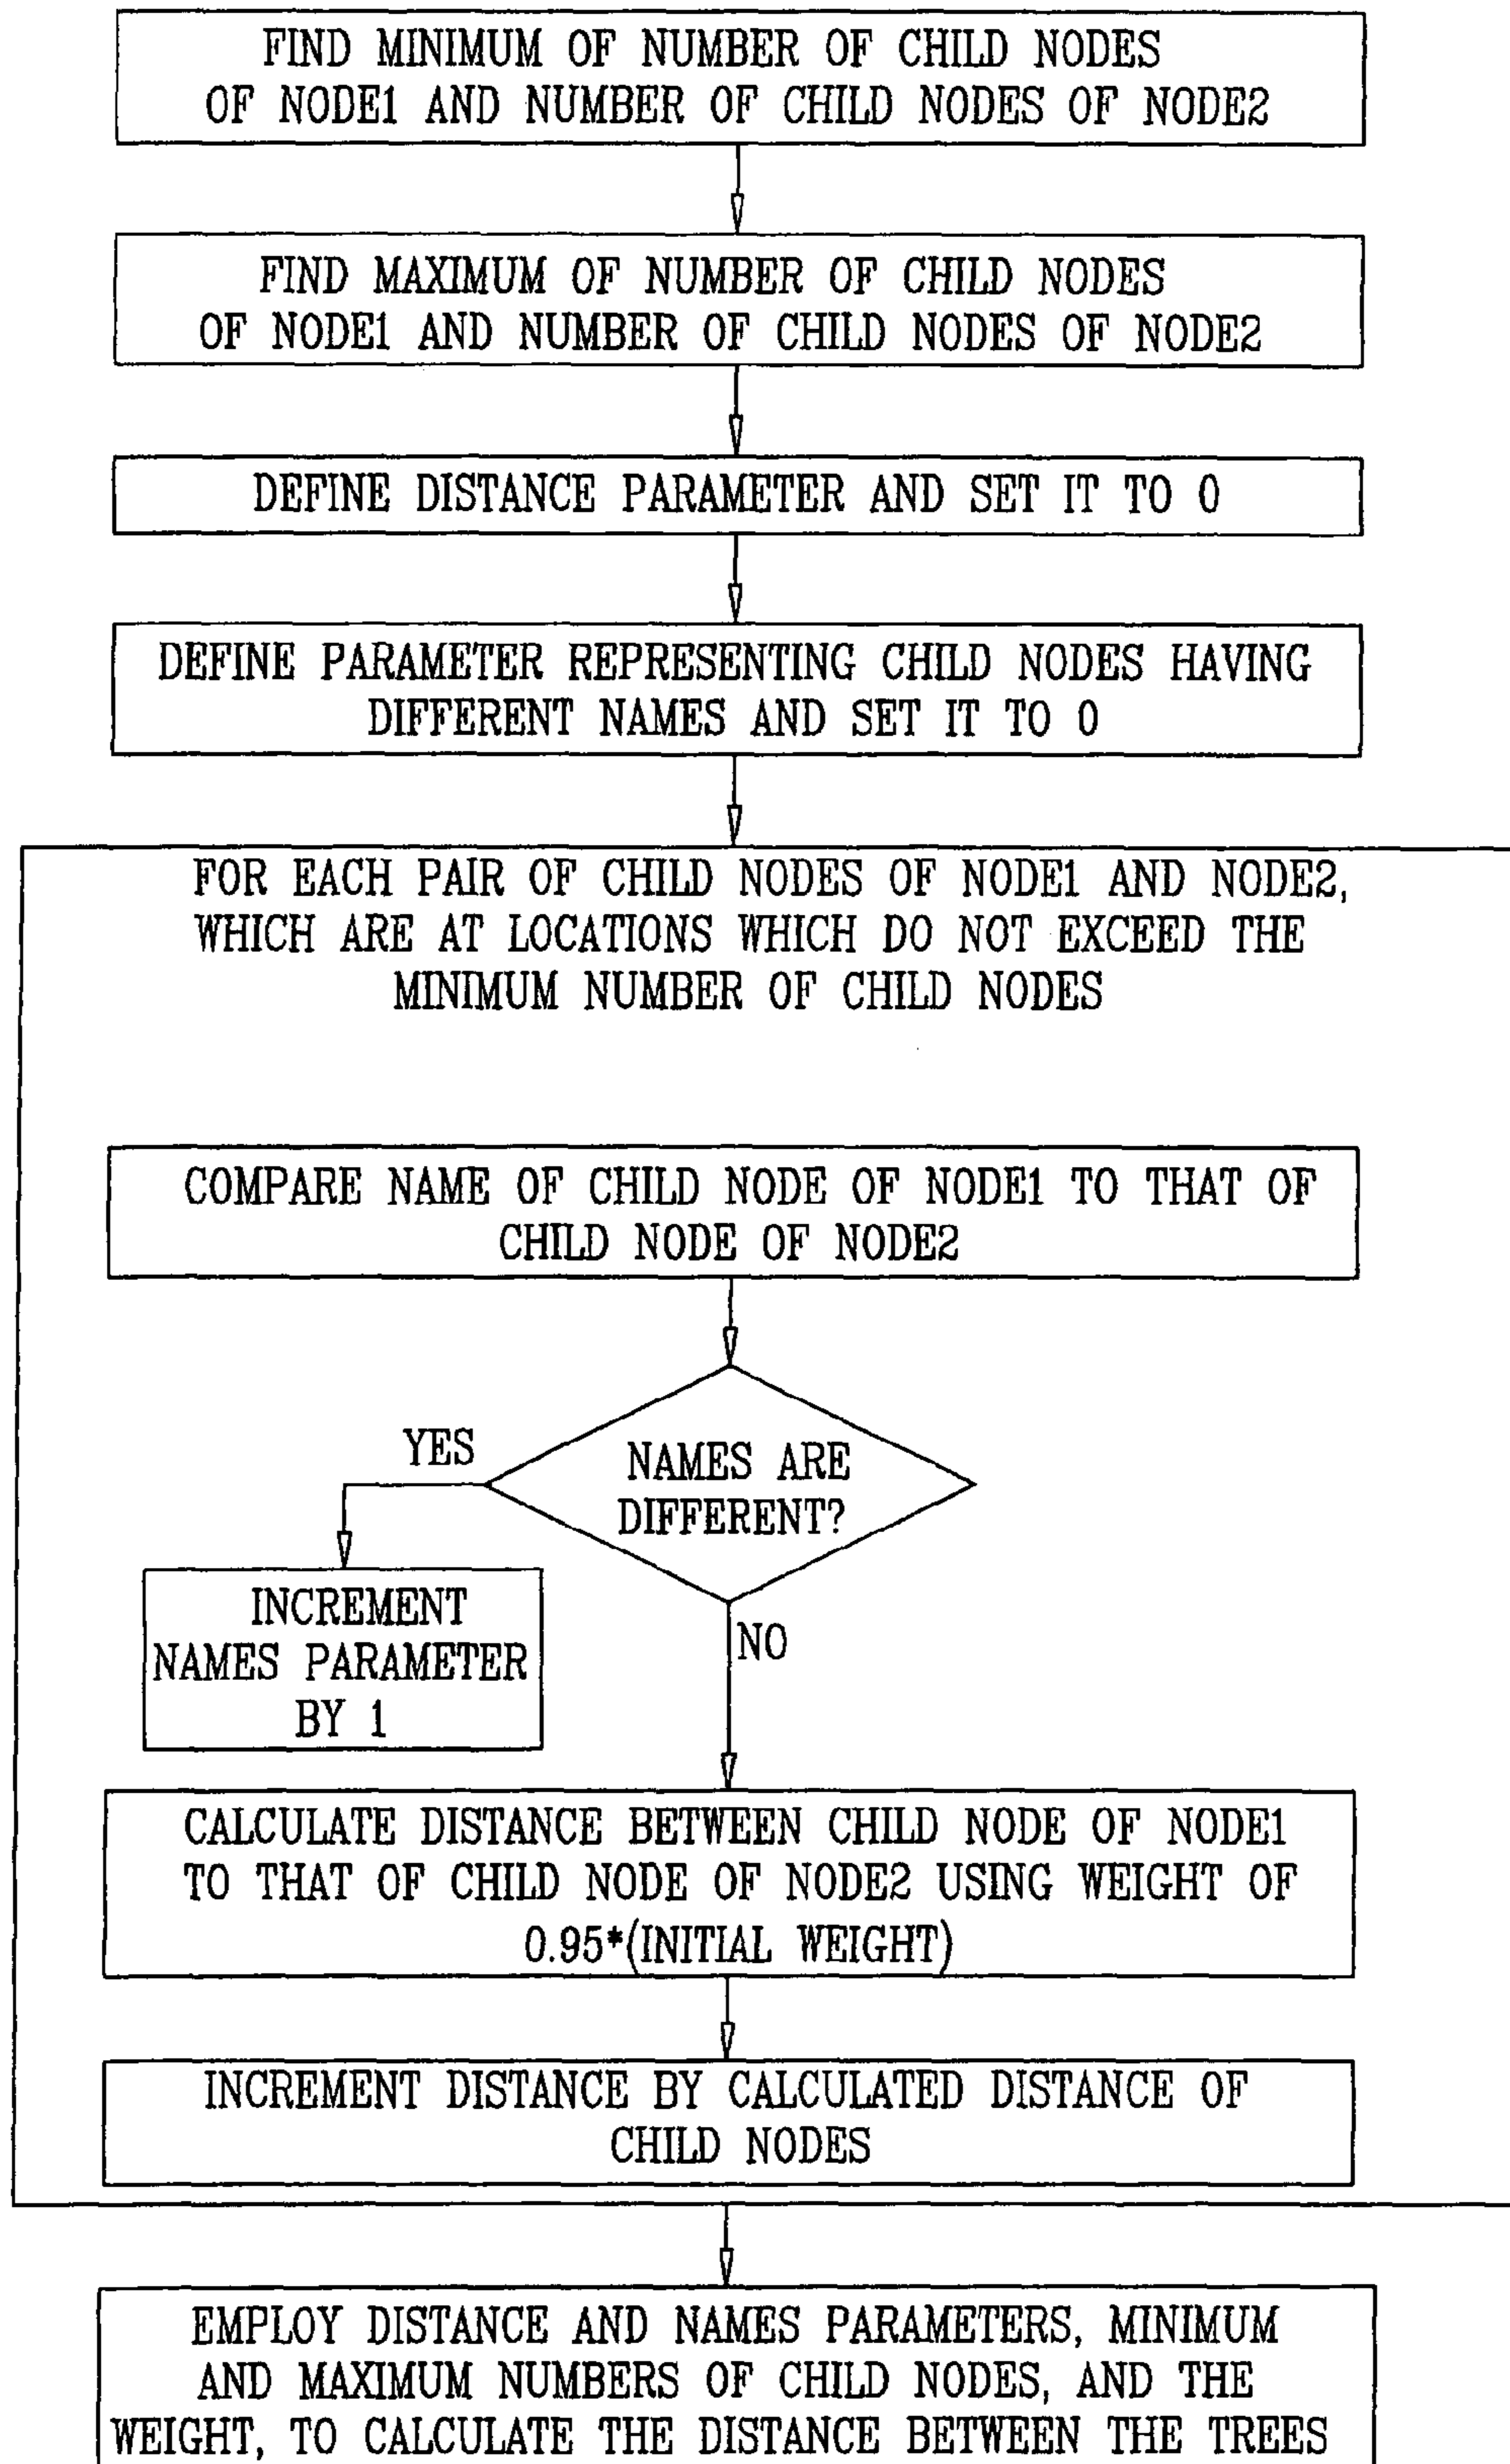 FIND MINIMUM OF NUMBER OF CHILD NODES
OF NODE1 AND NUMBER OF CHILD NODES OF NODE2
FIND MAXIMUM OF NUMBER OF CHILD NODES
OF NODE1 AND NUMBER OF CHILD NODES OF NODE2
DEFINE DISTANCE PARAMETER AND SET IT TO 0
DEFINE PARAMETER REPRESENTING CHILD NODES HAVING
DIFFERENT NAMES AND SET IT TO 0
FOR EACH PAIR OF CHILD NODES OF NODE1 AND NODE2,
WHICH ARE AT LOCATIONS WHICH DO NOT EXCEED THE
MINIMUM NUMBER OF CHILD NODES
COMPARE NAME OF CHILD NODE OF NODE1 TO THAT OF
CHILD NODE OF NODE2
YES
NAMES ARE
DIFFERENT?
INCREMENT
NAMES PARAMETER
BY 1
NO
CALCULATE DISTANCE BETWEEN CHILD NODE OF NODE1
TO THAT OF CHILD NODE OF NODE2 USING WEIGHT OF
0.95*(INITIAL WEIGHT)
INCREMENT DISTANCE BY CALCULATED DISTANCE OF
CHILD NODES
EMPLOY DISTANCE AND NAMES PARAMETERS, MINIMUM
AND MAXIMUM NUMBERS OF CHILD NODES, AND THE
WEIGHT, TO CALCULATE THE DISTANCE BETWEEN THE TREES